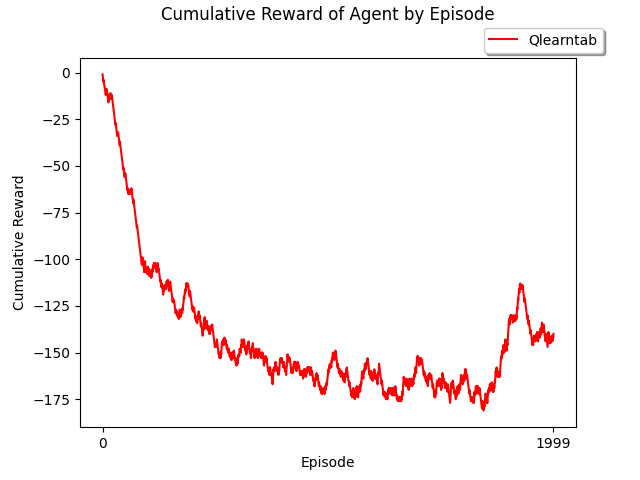 Cumulative Reward of Agent by Episode
Qlearntab
0
−25
−50
−75
−100
−125
−150
−175
Cumulative Reward
0
1999
Episode